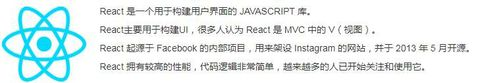 React 是一个用于构建用户界面的 JAVASCRIPT 库。
React主要用于构建UI，很多人认为 React 是 MVC 中的 V（视图）。
React 起源于 Facebook 的内部项目，用来架设 Instagram 的网站，并于 2013 年 5 月开源。
React 拥有较高的性能，代码逻辑非常简单，越来越多的人已开始关注和使用它。